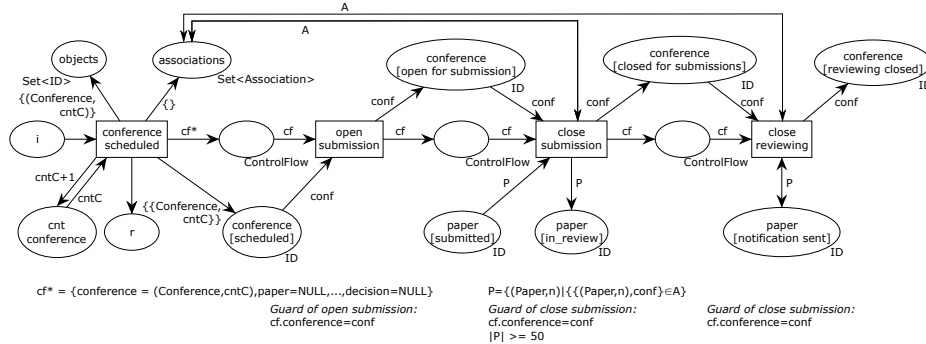 A
A
objects
associations
conference
[open for submission]
conference
[closed for submissions]
conference
[reviewing closed]
Set<ID>
Set<Association>
ID
ID
ID
{(Conference,
cntC)}
{}
conf
conf
conf
conf
conf
i
conference
scheduled
cf*
cf
open
submission
cf
cf
close
submission
cf
cf
close
reviewing
ControlFlow
ControlFlow
ControlFlow
cntC+1
cntC
{{Conference,
cntC}}
conf
P
P
P
cnt
conference
r
conference
[scheduled]
ID
paper
[submitted]
ID
paper
[in_review]
ID
paper
[notification sent]
ID
cf* = {conference = (Conference,cntC),paper=NULL,...,decision=NULL}
P={(Paper,n)|{{(Paper,n),conf}∈A}
Guard of open submission:
cf.conference=conf
Guard of close submission:
cf.conference=conf
|P| >= 50
Guard of close submission:
cf.conference=conf